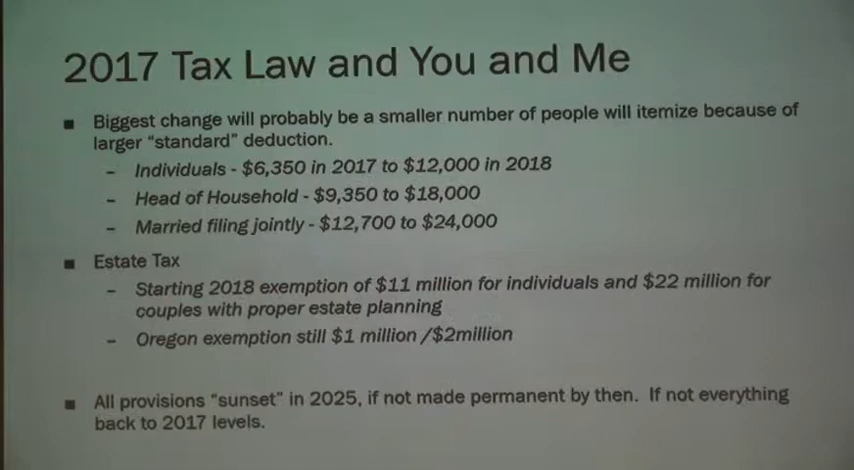 2017 Tax Law and You and Me
■ Biggest change will probably be a smaller number of people will itemize because of
larger “standard” deduction.
– Individuals - $6,350 in 2017 to $12,000 in 2018
– Head of Household - $9,350 to $18,000
– Married filing jointly - $12,700 to $24,000
■ Estate Tax
– Starting 2018 exemption of $11 million for individuals and $22 million for
couples with proper estate planning
– Oregon exemption still $1 million /$2million
■ All provisions “sunset” in 2025, if not made permanent by then. If not everything
back to 2017 levels.